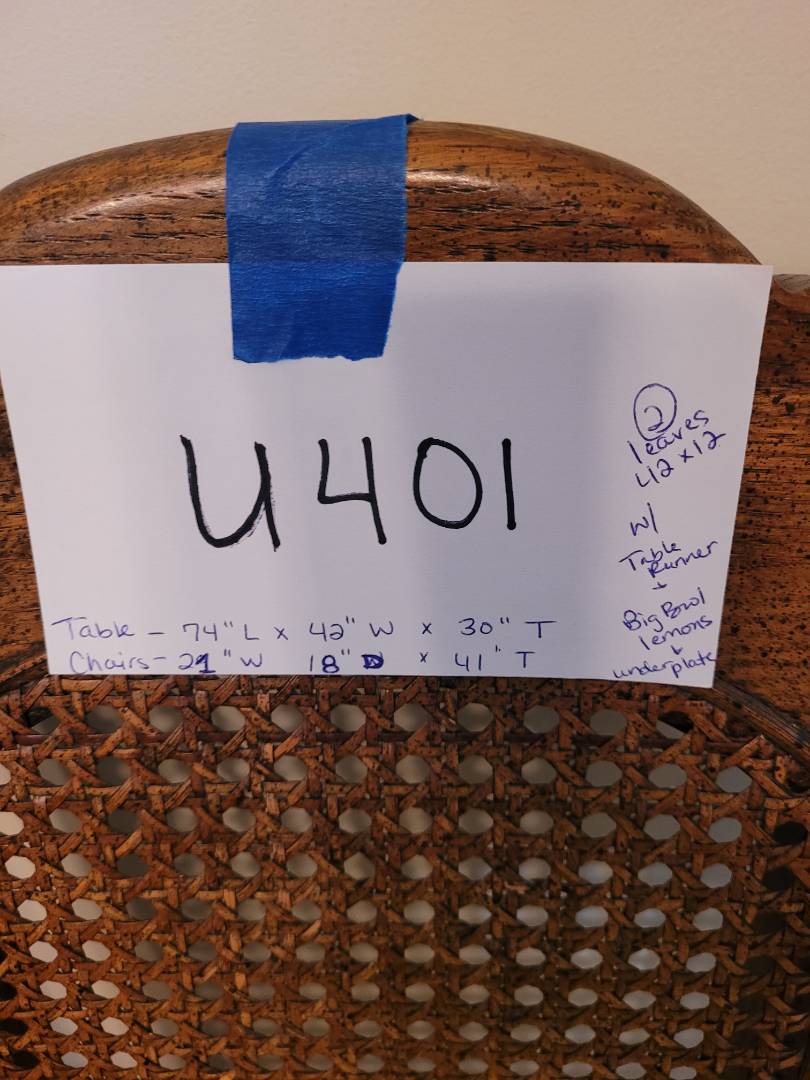 U401
Table - 74" L x 42" W x 30" T
Chairs - 21" W 18" D x 41" T
2
leaves
42 x 12
w/
Table
Runner
+
Big Bowl
lemons
+
underplate